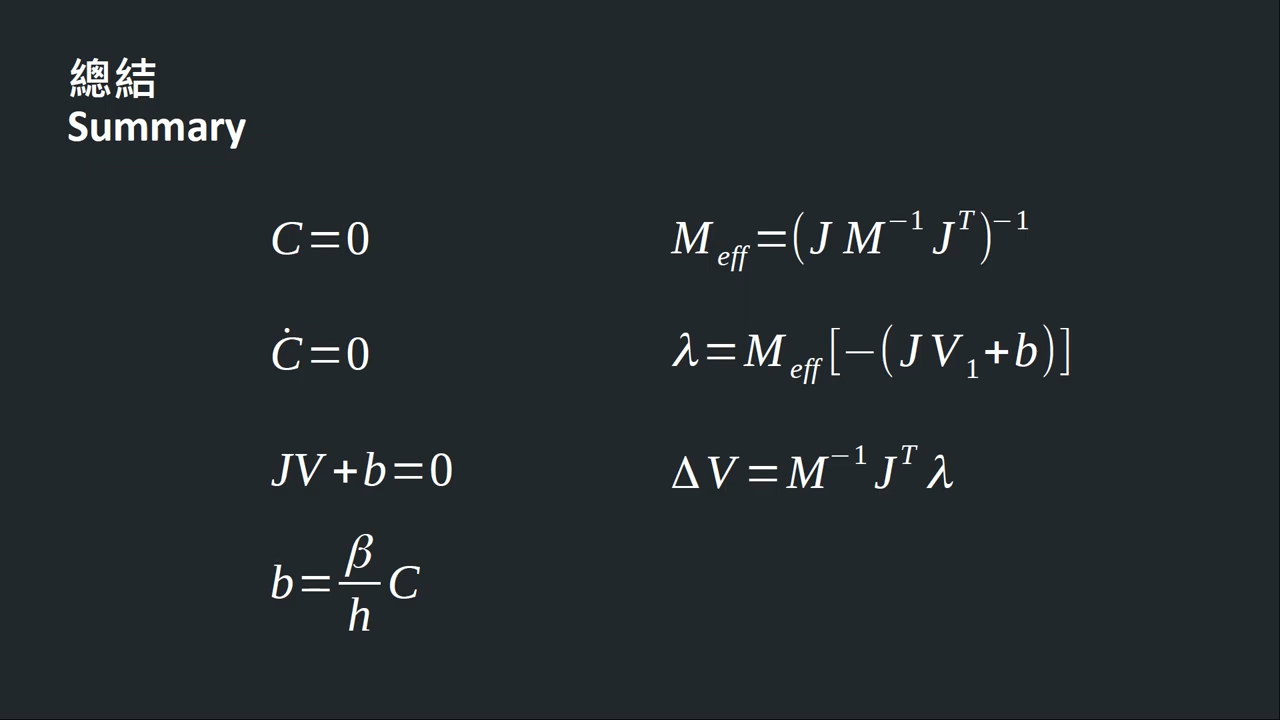 總結
Summary
C=0
Ċ=0
JV+b=0
b=β/h C
M_eff=(J M^−1 J^T)^−1
λ=M_eff[−(J V_1+b)]
ΔV=M^−1 J^T λ